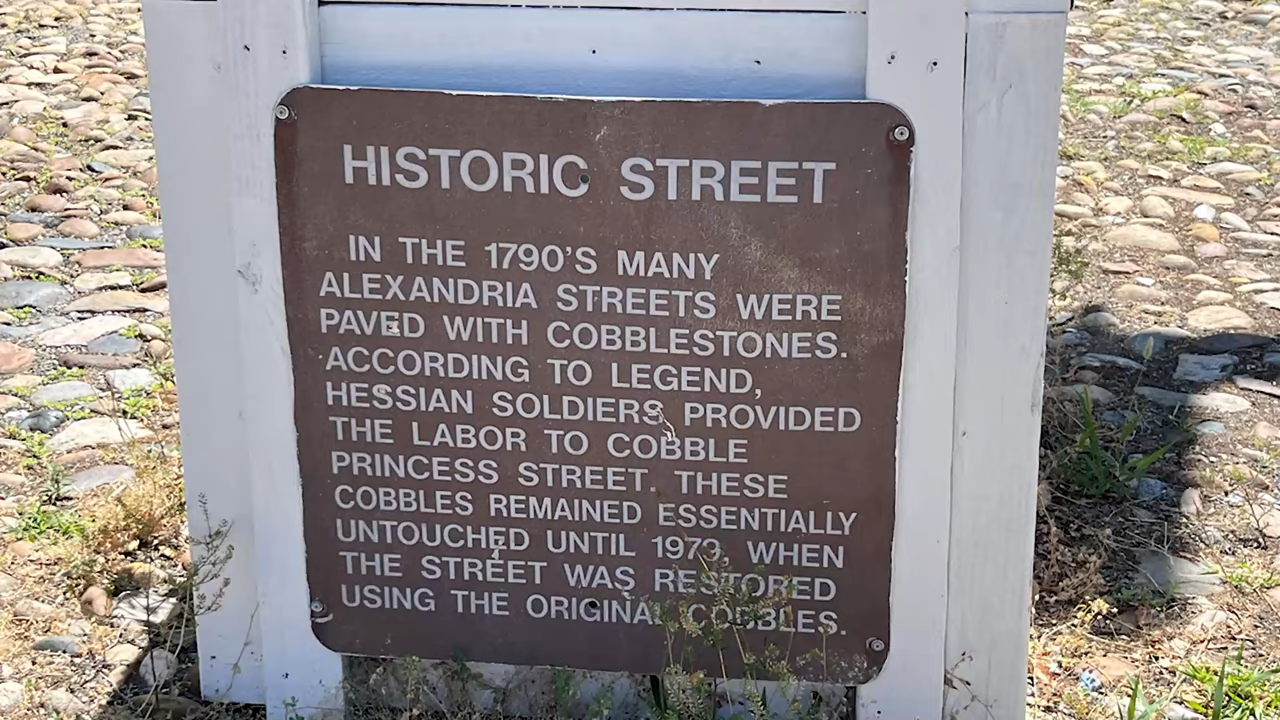 HISTORIC STREET
IN THE 1790'S MANY
ALEXANDRIA STREETS WERE
PAVED WITH COBBLESTONES.
ACCORDING TO LEGEND,
HESSIAN SOLDIERS PROVIDED
THE LABOR TO COBBLE
PRINCESS STREET. THESE
COBBLES REMAINED ESSENTIALLY
UNTOUCHED UNTIL 1979, WHEN
THE STREET WAS RESTORED
USING THE ORIGINAL COBBLES.